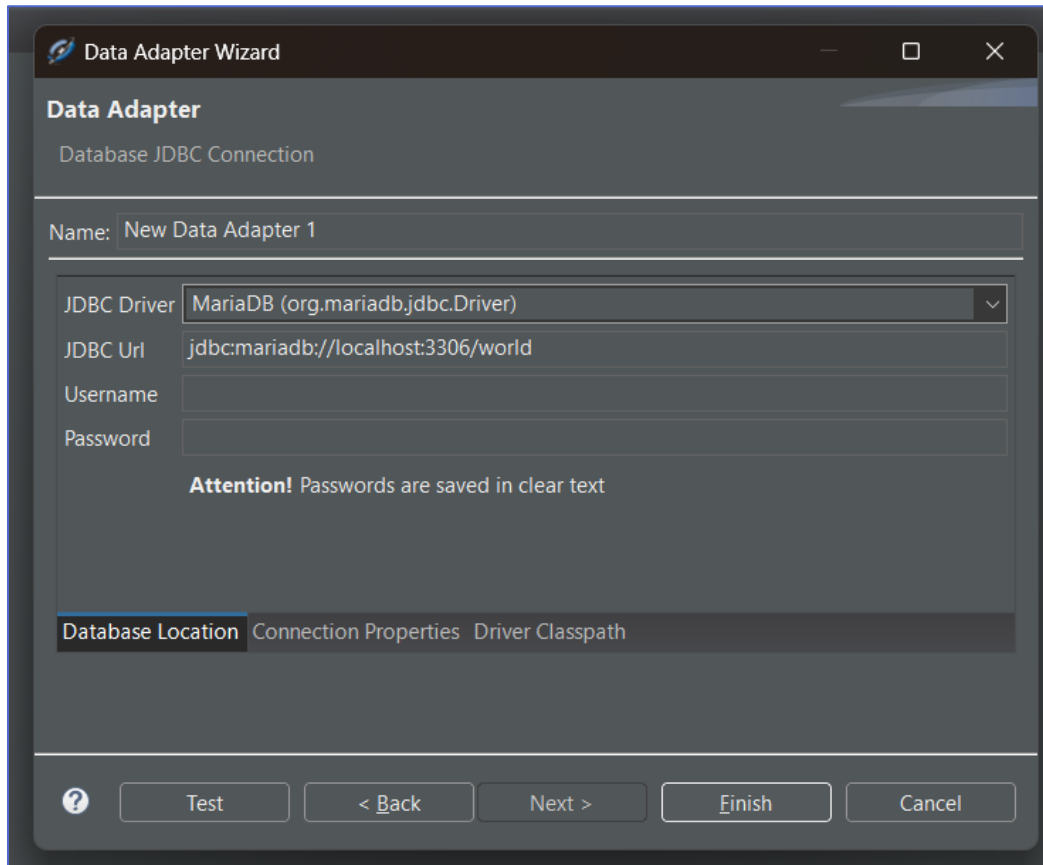 Data Adapter Wizard
Data Adapter
Database JDBC Connection
Name: New Data Adapter 1
JDBC Driver MariaDB (org.mariadb.jdbc.Driver)
JDBC Url jdbc:mariadb://localhost:3306/world
Username
Password
Attention! Passwords are saved in clear text
Database Location Connection Properties Driver Classpath
? Test < Back Next > Finish Cancel